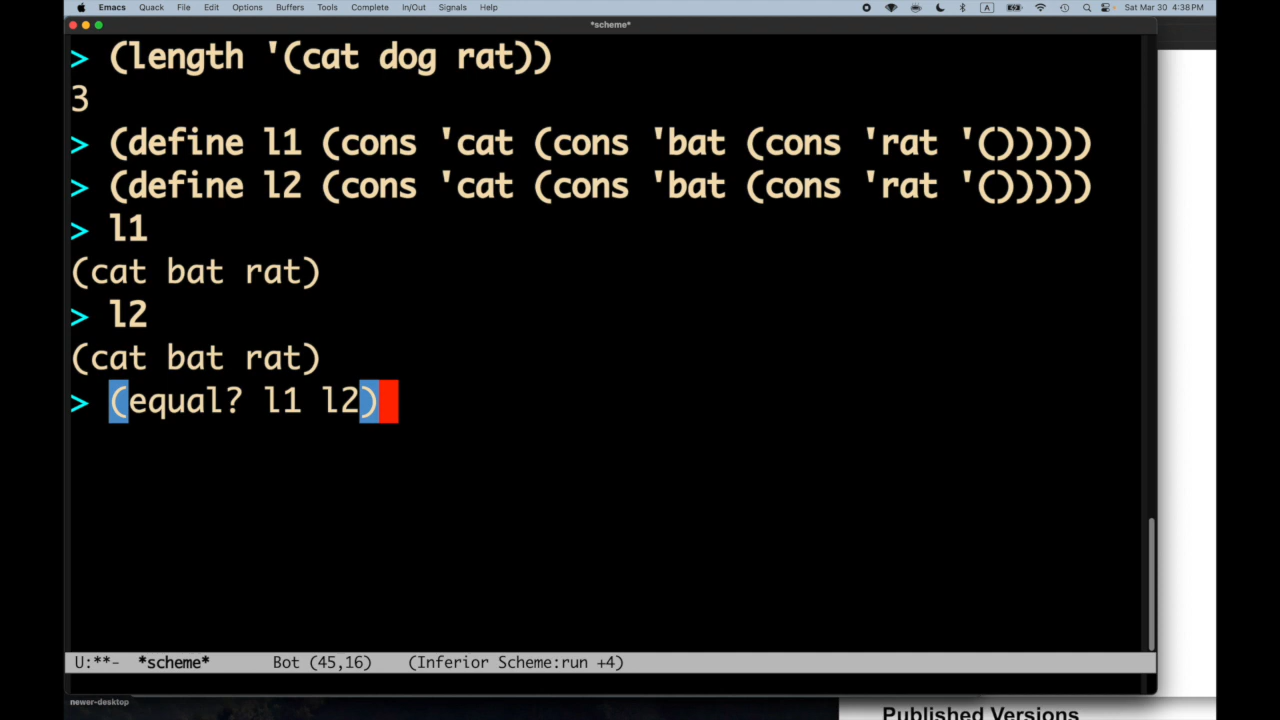 Emacs Quack File Edit Options Buffers Tools Complete In/Out Signals Help A Sat Mar 30 4:38 PM
*scheme*
> (length '(cat dog rat))
3
> (define l1 (cons 'cat (cons 'bat (cons 'rat '()))))
> (define l2 (cons 'cat (cons 'bat (cons 'rat '()))))
> l1
(cat bat rat)
> l2
(cat bat rat)
> (equal? l1 l2)
U:**- *scheme* Bot (45,16) (Inferior Scheme:run +4)
newer-desktop
Published Versions